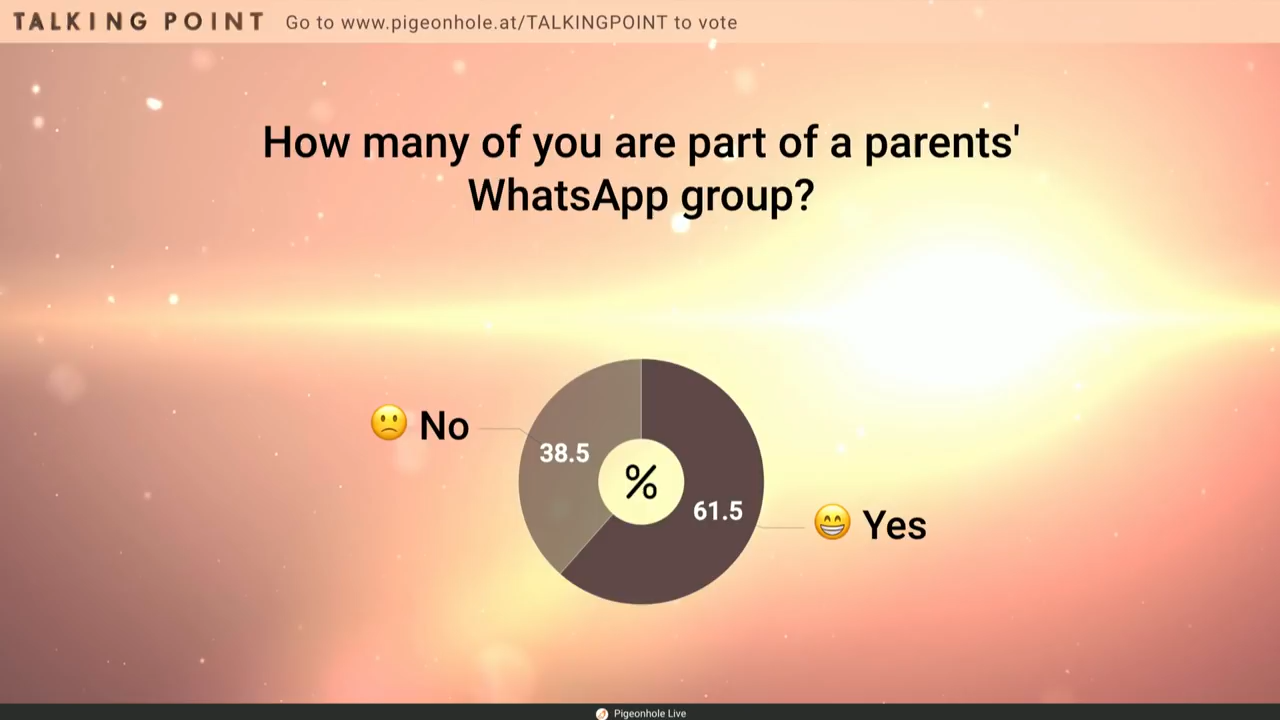 TALKING POINT Go to www.pigeonhole.at/TALKINGPOINT to vote
How many of you are part of a parents'
WhatsApp group?
No
38.5
%
61.5
Yes
Pigeonhole Live